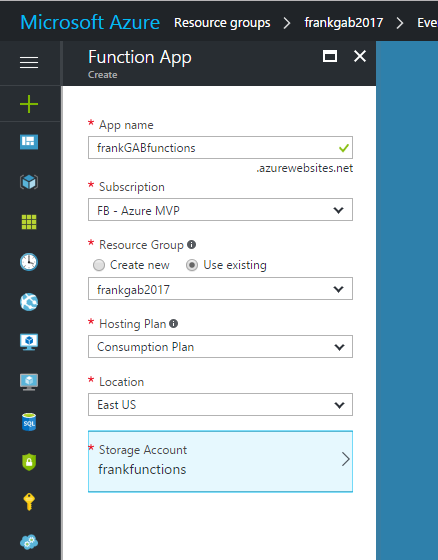 Microsoft Azure Resource groups > frankgab2017 > Eve
Function App
Create
* App name
frankGABfunctions
.azurewebsites.net
* Subscription
FB - Azure MVP
* Resource Group
Create new Use existing
frankgab2017
* Hosting Plan
Consumption Plan
* Location
East US
* Storage Account
frankfunctions
SQL